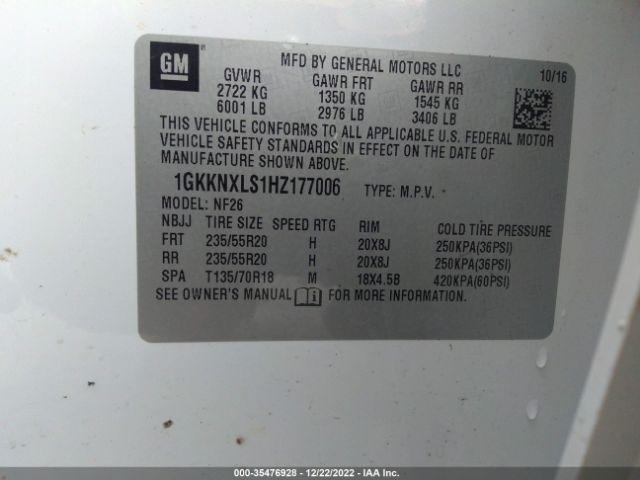 GM
MFD BY GENERAL MOTORS LLC 10/16
GVWR GAWR FRT GAWR RR
2722 KG 1350 KG 1545 KG
6001 LB 2976 LB 3406 LB
THIS VEHICLE CONFORMS TO ALL APPLICABLE U.S. FEDERAL MOTOR
VEHICLE SAFETY STANDARDS IN EFFECT ON THE DATE OF
MANUFACTURE SHOWN ABOVE.
1GKKNXLS1HZ177006 TYPE: M.P.V.
MODEL: NF26
NBJJ TIRE SIZE SPEED RTG RIM COLD TIRE PRESSURE
FRT 235/55R20 H 20X8J 250KPA(36PSI)
RR 235/55R20 H 20X8J 250KPA(36PSI)
SPA T135/70R18 M 18X4.5B 420KPA(60PSI)
SEE OWNER'S MANUAL i FOR MORE INFORMATION.
000-35476928 - 12/22/2022 - IAA Inc.